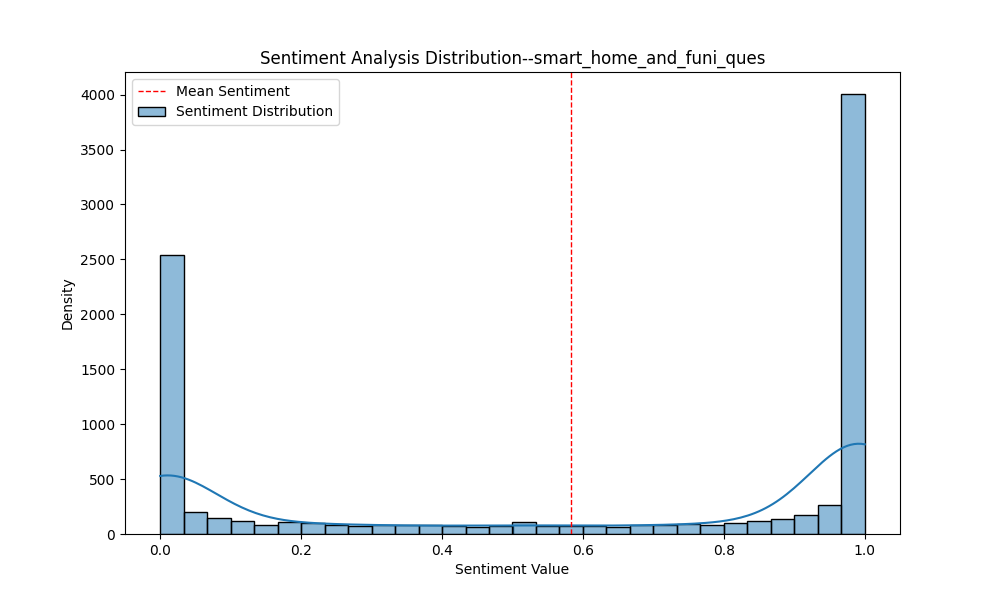 Sentiment Analysis Distribution--smart_home_and_funi_ques
Mean Sentiment
Sentiment Distribution
Density
4000
3500
3000
2500
2000
1500
1000
500
0
0.0 0.2 0.4 0.6 0.8 1.0
Sentiment Value